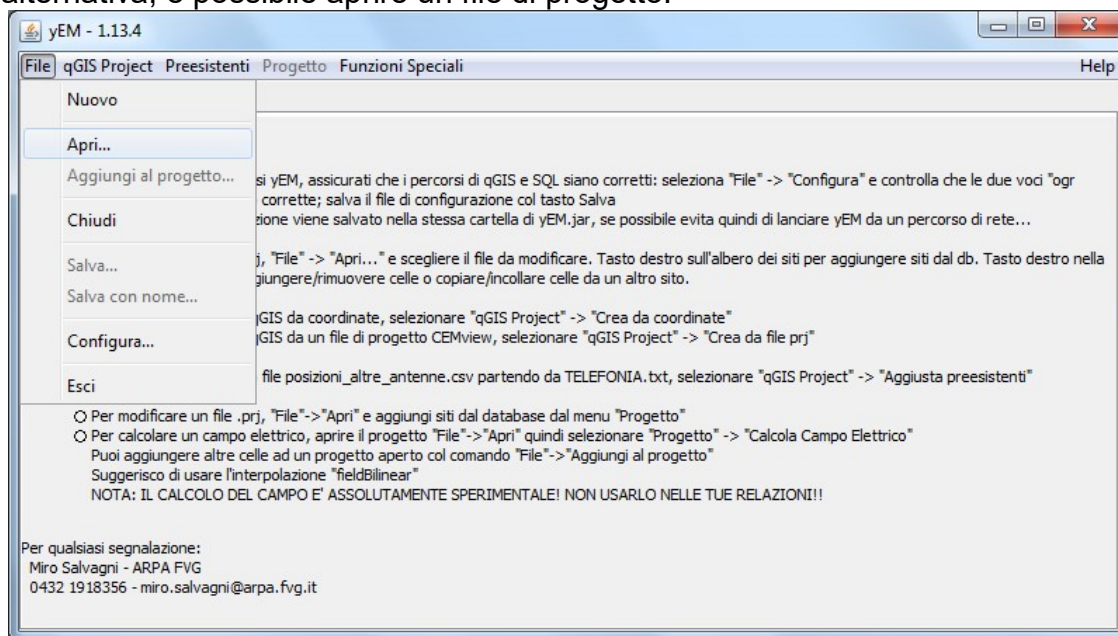 alternativa, è possibile aprire un file di progetto.
yEM - 1.13.4
File qGIS Project Preesistenti Progetto Funzioni Speciali Help
Nuovo
Apri...
Aggiungi al progetto...
Chiudi
Salva...
Salva con nome...
Configura...
Esci
si yEM, assicurati che i percorsi di qGIS e SQL siano corretti: seleziona "File" -> "Configura" e controlla che le due voci "ogr
corrette; salva il file di configurazione col tasto Salva
zione viene salvato nella stessa cartella di yEM.jar, se possibile evita quindi di lanciare yEM da un percorso di rete...
j, "File" -> "Apri..." e scegliere il file da modificare. Tasto destro sull'albero dei siti per aggiungere siti dal db. Tasto destro nella
giungere/rimuovere celle o copiare/incollare celle da un altro sito.
qGIS da coordinate, selezionare "qGIS Project" -> "Crea da coordinate"
qGIS da un file di progetto CEMview, selezionare "qGIS Project" -> "Crea da file prj"
file posizioni_altre_antenne.csv partendo da TELEFONIA.txt, selezionare "qGIS Project" -> "Aggiusta preesistenti"
O Per modificare un file .prj, "File"->"Apri" e aggiungi siti dal database dal menu "Progetto"
O Per calcolare un campo elettrico, aprire il progetto "File"->"Apri" quindi selezionare "Progetto" -> "Calcola Campo Elettrico"
Puoi aggiungere altre celle ad un progetto aperto col comando "File"->"Aggiungi al progetto"
Suggerisco di usare l'interpolazione "fieldBilinear"
NOTA: IL CALCOLO DEL CAMPO E' ASSOLUTAMENTE SPERIMENTALE! NON USARLO NELLE TUE RELAZIONI!!
Per qualsiasi segnalazione:
Miro Salvagni - ARPA FVG
0432 1918356 - miro.salvagni@arpa.fvg.it